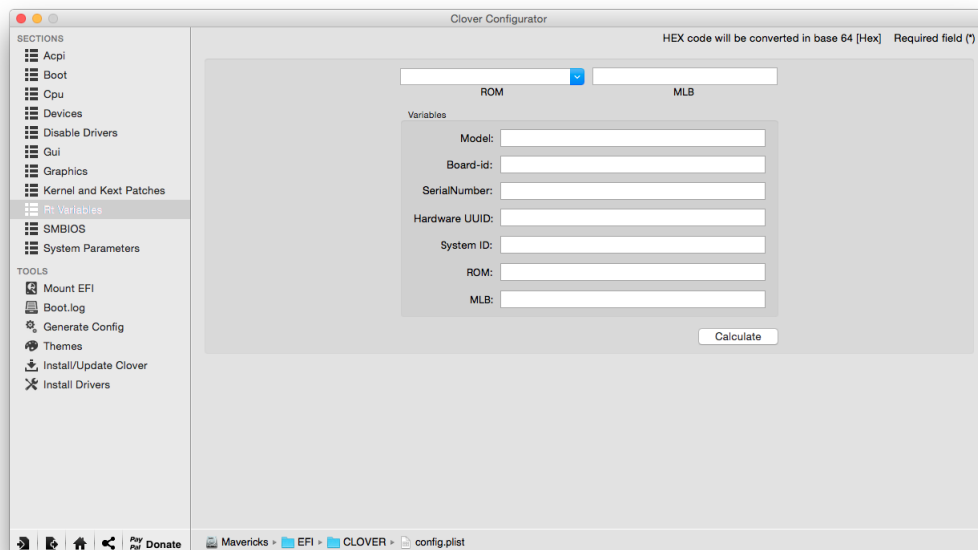 Clover Configurator
SECTIONS
Acpi
Boot
Cpu
Devices
Disable Drivers
Gui
Graphics
Kernel and Kext Patches
Rt Variables
SMBIOS
System Parameters
TOOLS
Mount EFI
Boot.log
Generate Config
Themes
Install/Update Clover
Install Drivers
Pay Pal Donate
HEX code will be converted in base 64 [Hex] Required field (*)
ROM MLB
Variables
Model:
Board-id:
SerialNumber:
Hardware UUID:
System ID:
ROM:
MLB:
Calculate
Mavericks EFI CLOVER config.plist